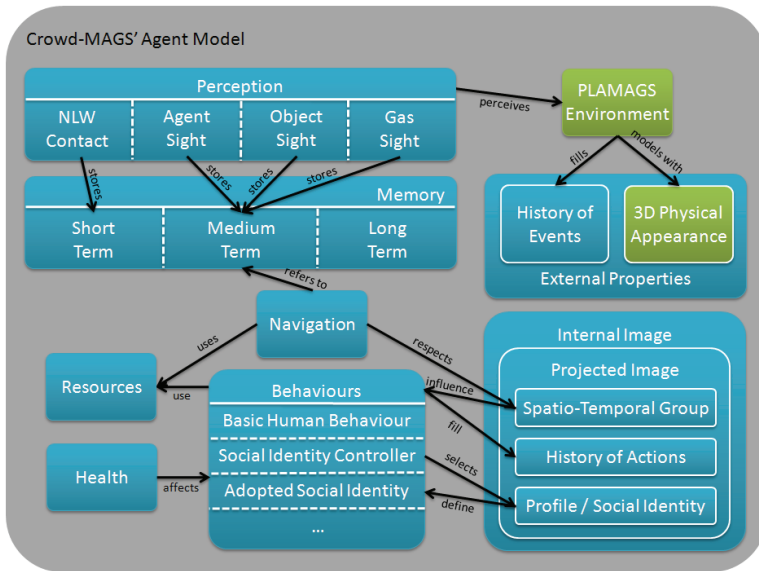 Crowd-MAGS' Agent Model
Perception
NLW
Contact
Agent
Sight
Object
Sight
Gas
Sight
perceives
PLAMAGS
Environment
stores
stores
stores
stores
fills
models with
Memory
Short
Term
Medium
Term
Long
Term
History of
Events
3D Physical
Appearance
External Properties
refers to
Navigation
uses
respects
Internal Image
Projected Image
Resources
use
Behaviours
influence
Spatio-Temporal Group
Basic Human Behaviour
fill
Social Identity Controller
History of Actions
selects
Health
affects
Adopted Social Identity
define
Profile / Social Identity
...